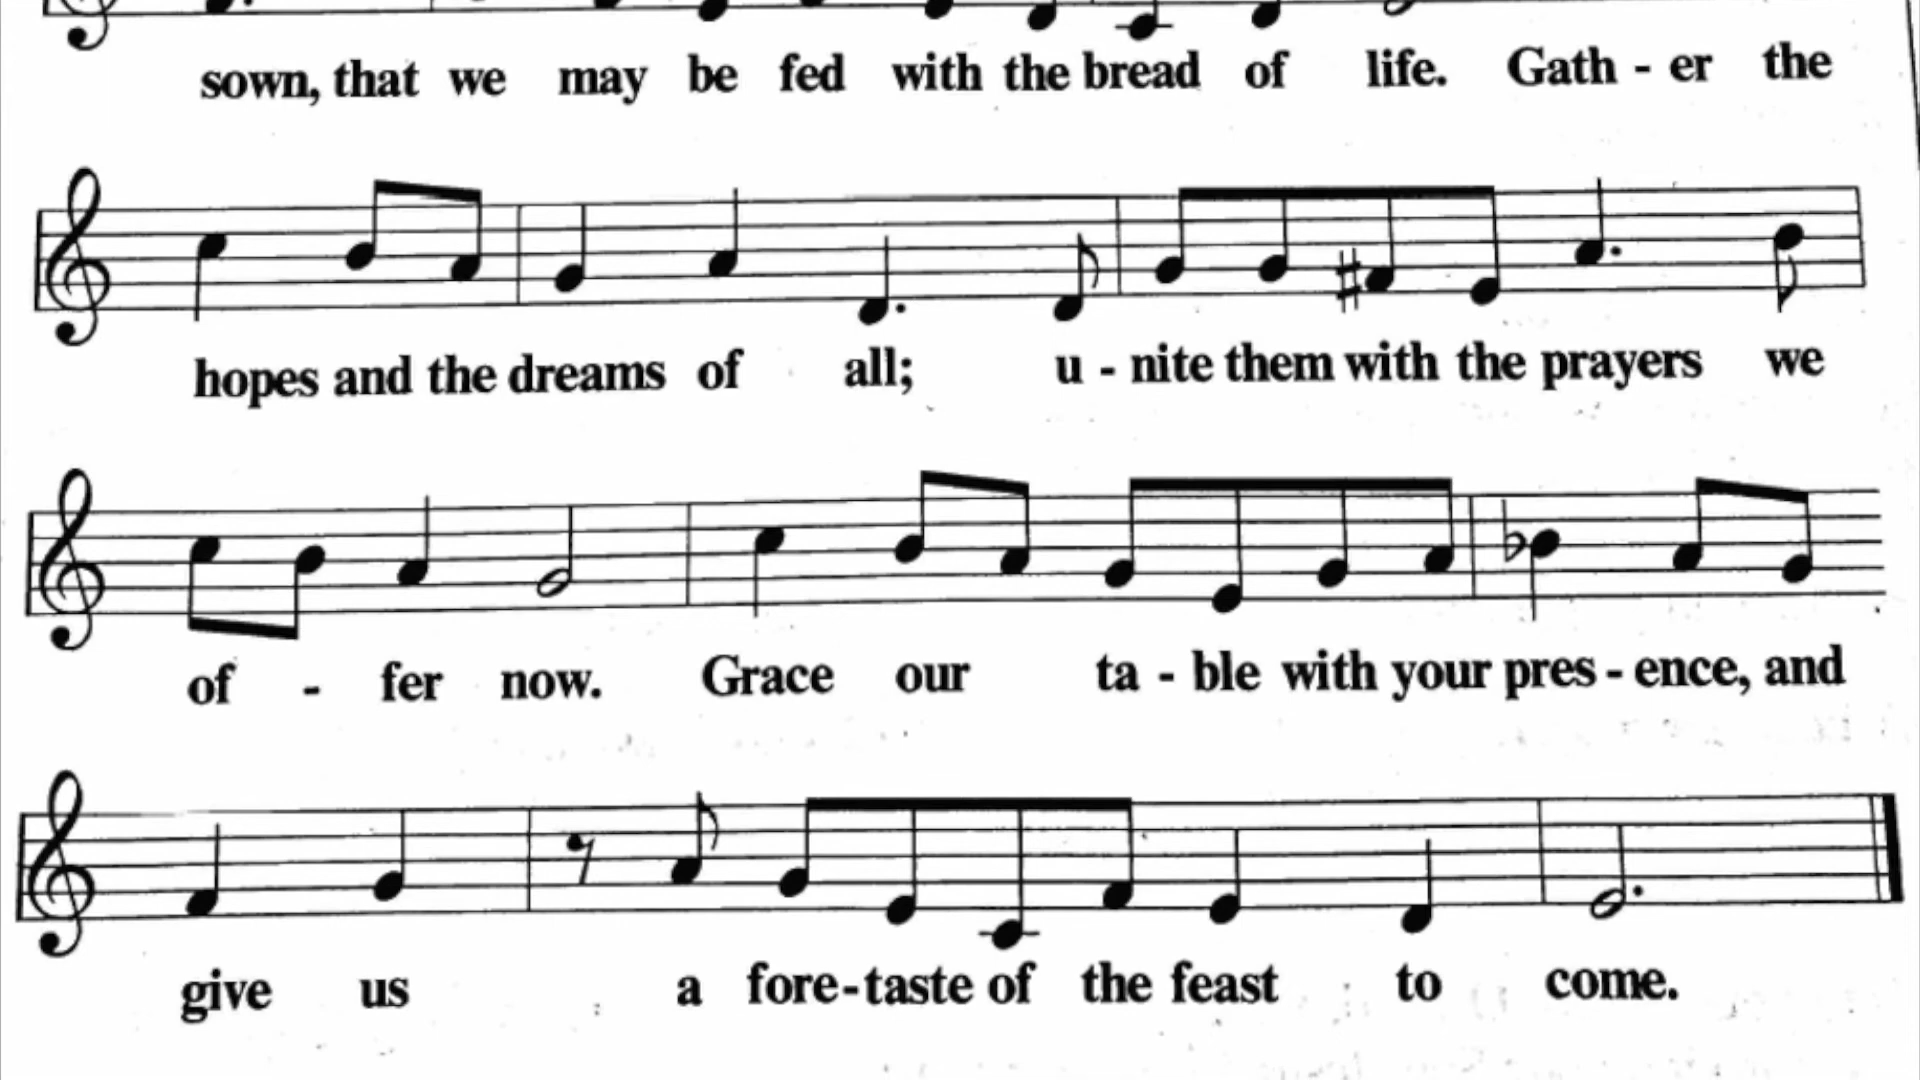 sown, that we may be fed with the bread of life. Gath - er the
hopes and the dreams of all; u - nite them with the prayers we
of - fer now. Grace our ta - ble with your pres - ence, and
give us a fore - taste of the feast to come.